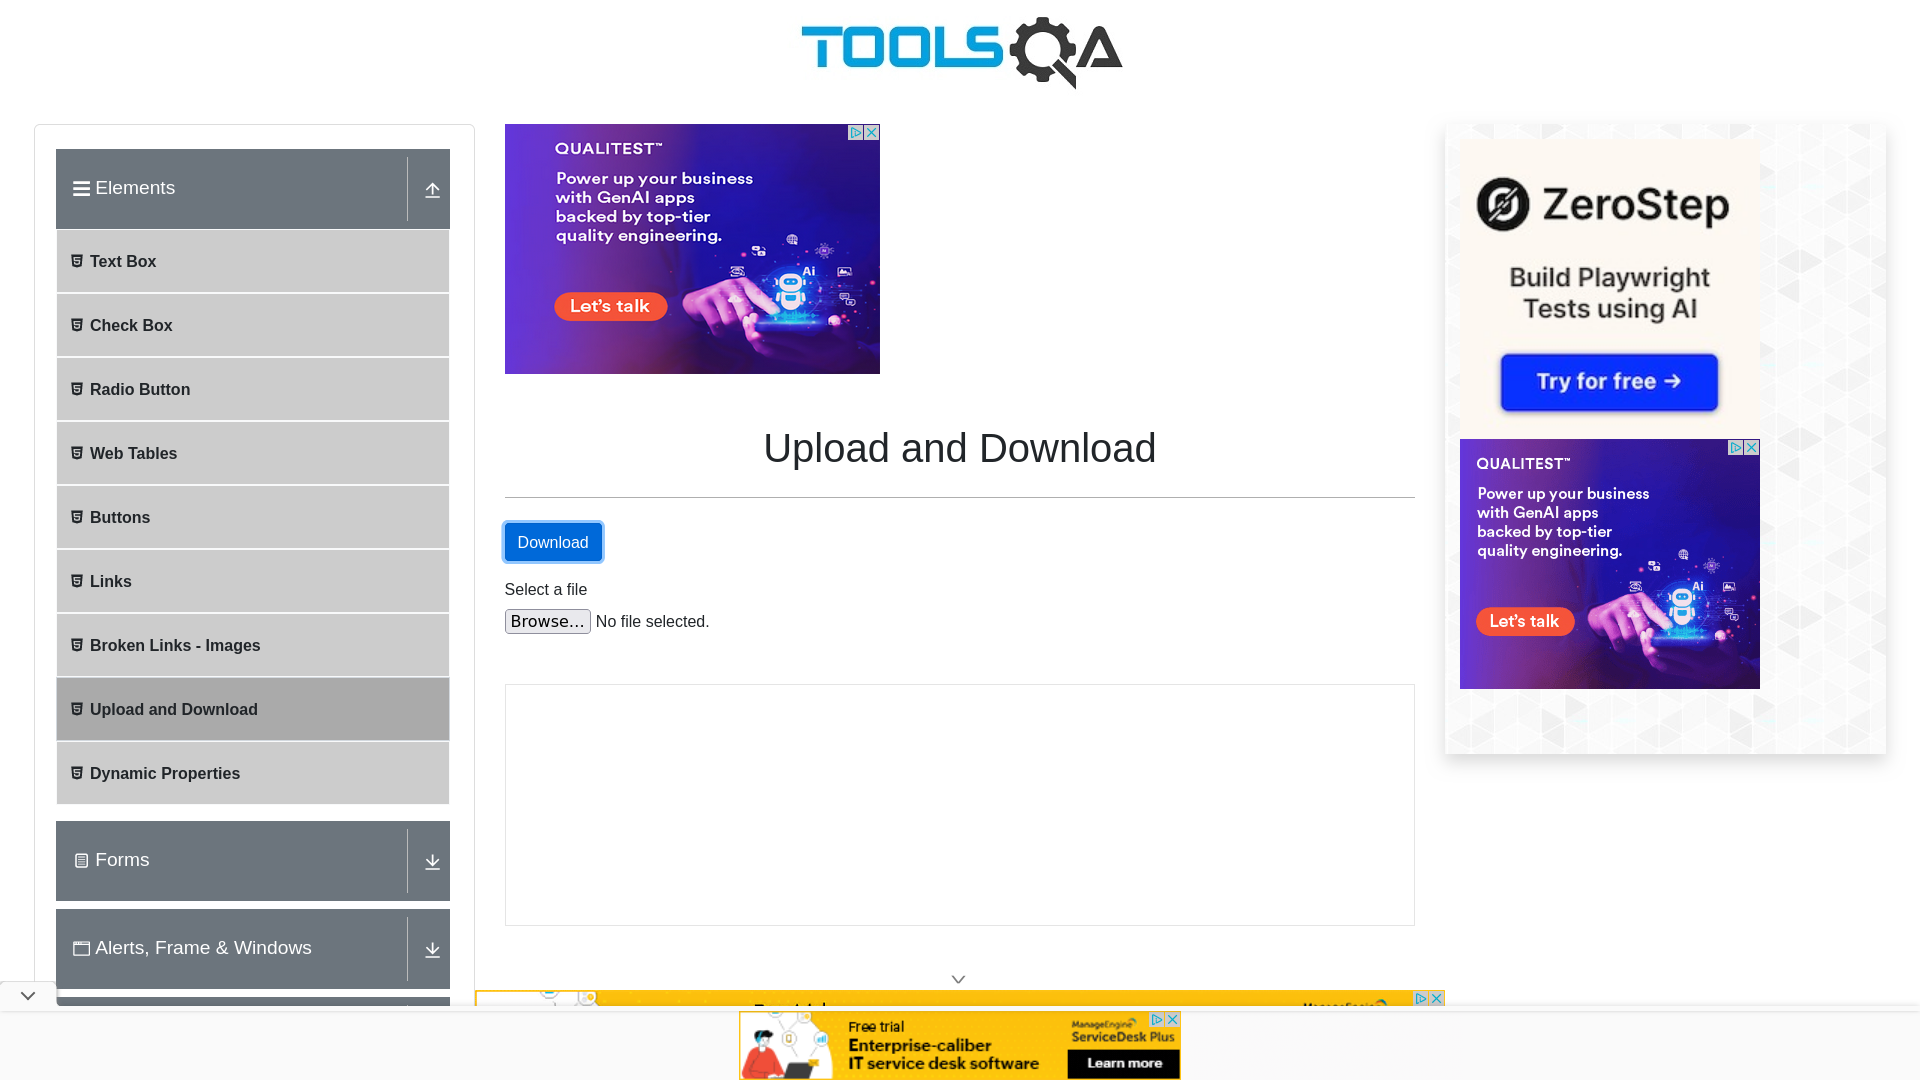 TOOLSQA
Elements
Text Box
Check Box
Radio Button
Web Tables
Buttons
Links
Broken Links - Images
Upload and Download
Dynamic Properties
Forms
Alerts, Frame & Windows
QUALITEST™
Power up your business
with GenAI apps
backed by top-tier
quality engineering.
Ai
Let's talk
Upload and Download
Download
Select a file
Browse... No file selected.
ZeroStep
Build Playwright
Tests using AI
Try for free →
QUALITEST™
Power up your business
with GenAI apps
backed by top-tier
quality engineering.
Ai
Let's talk
Free trial
Enterprise-caliber
IT service desk software
ManageEngine
ServiceDesk Plus
Learn more